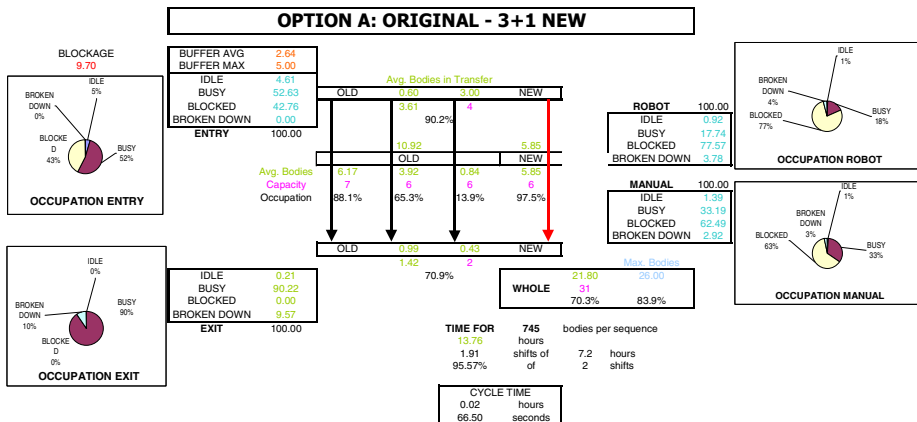 OPTION A: ORIGINAL - 3+1 NEW
BLOCKAGE
9.70
IDLE
5%
BROKEN
DOWN
0%
BLOCKE
D
43%
BUSY
52%
OCCUPATION ENTRY
BUFFER AVG 2.64
BUFFER MAX 5.00
IDLE 4.61
BUSY 52.63
BLOCKED 42.76
BROKEN DOWN 0.00
ENTRY 100.00
Avg. Bodies in Transfer
OLD 0.60 3.00 NEW
3.61 4
90.2%
10.92 5.85
OLD NEW
Avg. Bodies 6.17 3.92 0.84 5.85
Capacity 7 6 6 6
Occupation 88.1% 65.3% 13.9% 97.5%
OLD 0.99 0.43 NEW
1.42 2
70.9%
ROBOT 100.00
IDLE 0.92
BUSY 17.74
BLOCKED 77.57
BROKEN DOWN 3.78
MANUAL 100.00
IDLE 1.39
BUSY 33.19
BLOCKED 62.49
BROKEN DOWN 2.92
IDLE
1%
BROKEN
DOWN
4%
BLOCKED
77%
BUSY
18%
OCCUPATION ROBOT
IDLE
1%
BROKEN
DOWN
3%
BLOCKED
63%
BUSY
33%
OCCUPATION MANUAL
Max. Bodies
21.80 26.00
WHOLE 31
70.3% 83.9%
IDLE
0%
BROKEN
DOWN
10%
BUSY
90%
BLOCKE
D
0%
OCCUPATION EXIT
IDLE 0.21
BUSY 90.22
BLOCKED 0.00
BROKEN DOWN 9.57
EXIT 100.00
TIME FOR 745 bodies per sequence
13.76 hours
1.91 shifts of 7.2 hours
95.57% of 2 shifts
CYCLE TIME
0.02 hours
66.50 seconds